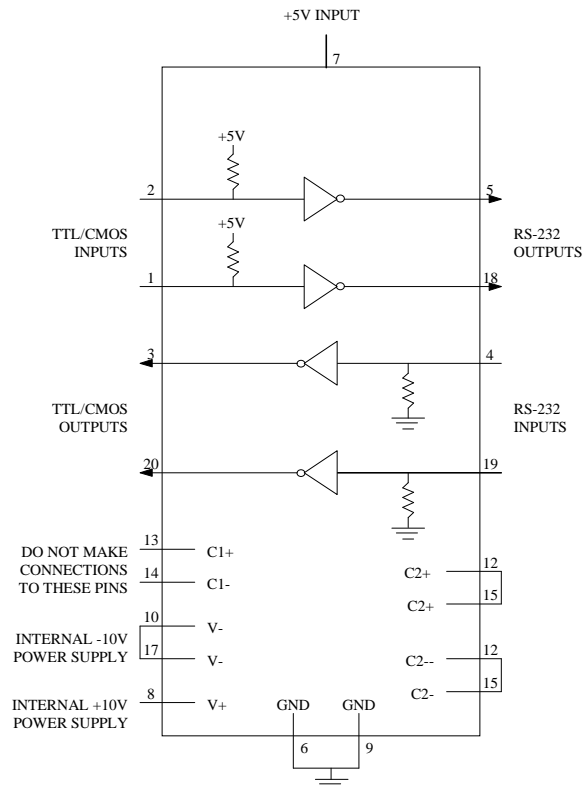 +5V INPUT
7
+5V
2
5
TTL/CMOS
INPUTS
+5V
RS-232
OUTPUTS
1
18
3
4
TTL/CMOS
OUTPUTS
RS-232
INPUTS
20
19
DO NOT MAKE
CONNECTIONS
TO THESE PINS
13
C1+
14
C1-
C2+
12
C2+
15
10
V-
INTERNAL -10V
POWER SUPPLY
17
V-
C2--
12
C2-
15
INTERNAL +10V
POWER SUPPLY
8
V+
GND
GND
6
9